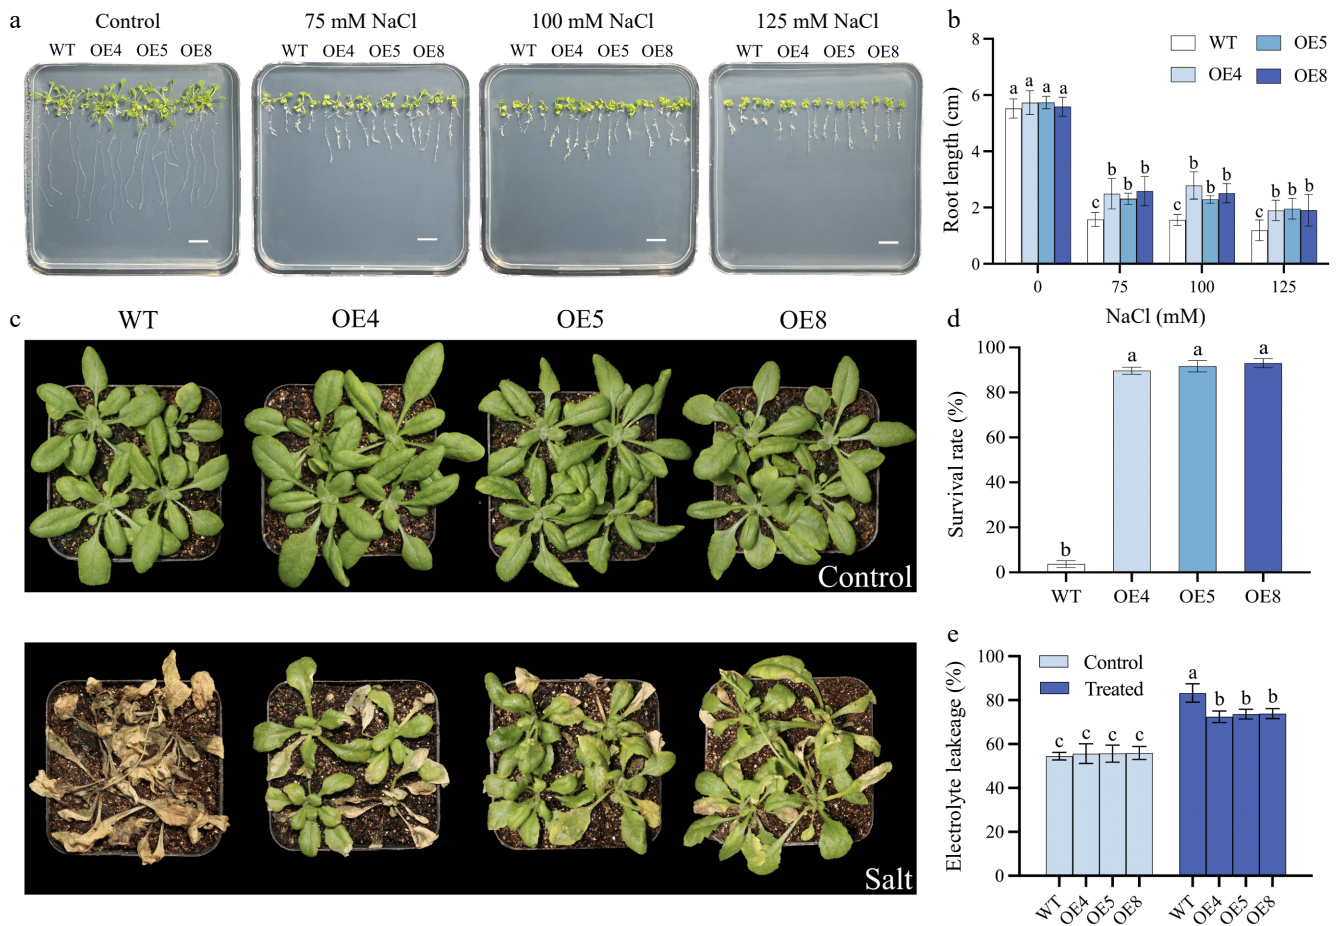 a
Control
75 mM NaCl
100 mM NaCl
125 mM NaCl
WT OE4 OE5 OE8
WT OE4 OE5 OE8
WT OE4 OE5 OE8
WT OE4 OE5 OE8
b
Root length (cm)
8
6
4
2
0
WT
OE5
OE4
OE8
a a a a
c b b b
c b b b
c b b b
0 75 100 125
NaCl (mM)
c
WT
OE4
OE5
OE8
Control
Salt
d
Survival rate (%)
100
80
60
40
20
0
b a a a
WT OE4 OE5 OE8
e
Electrolyte leakeage (%)
100
80
60
40
20
0
Control
Treated
c c c c
a b b b
WT OE4 OE5 OE8
WT OE4 OE5 OE8